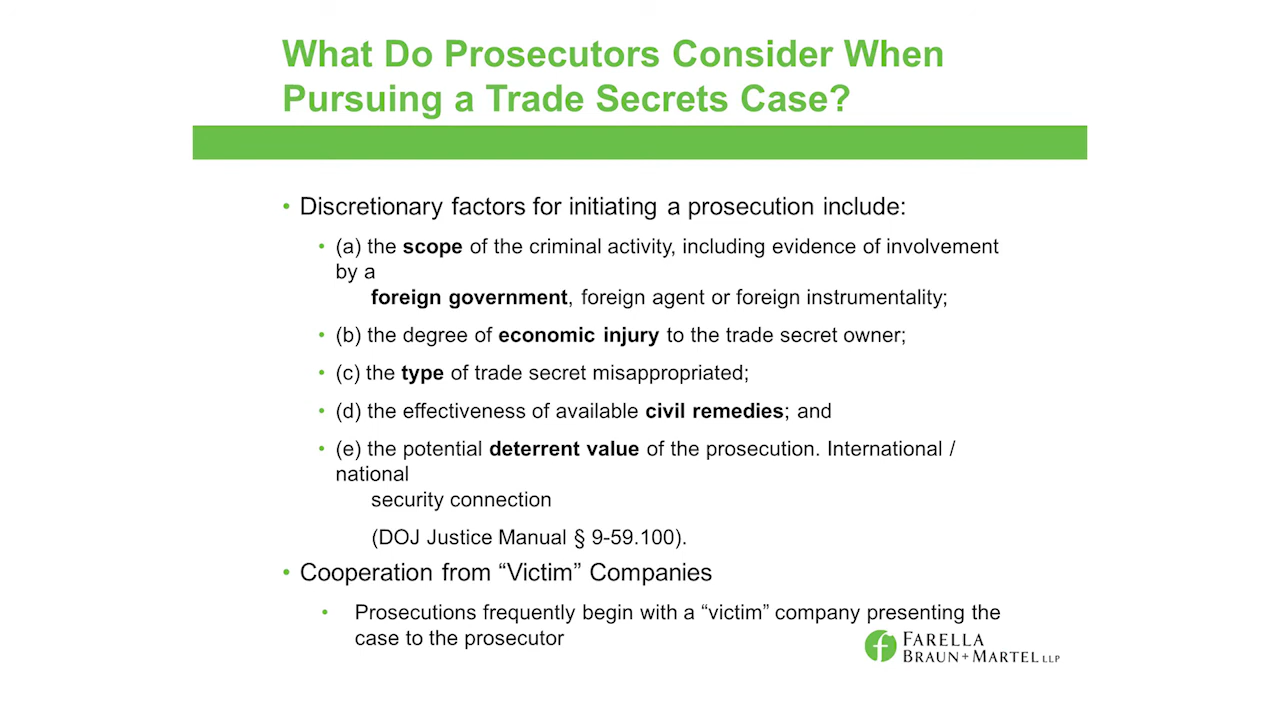 What Do Prosecutors Consider When
Pursuing a Trade Secrets Case?
• Discretionary factors for initiating a prosecution include:
• (a) the scope of the criminal activity, including evidence of involvement
by a
foreign government, foreign agent or foreign instrumentality;
• (b) the degree of economic injury to the trade secret owner;
• (c) the type of trade secret misappropriated;
• (d) the effectiveness of available civil remedies; and
• (e) the potential deterrent value of the prosecution. International /
national
security connection
(DOJ Justice Manual § 9-59.100).
• Cooperation from “Victim” Companies
• Prosecutions frequently begin with a “victim” company presenting the
case to the prosecutor
f FARELLA
BRAUN+MARTEL LLP